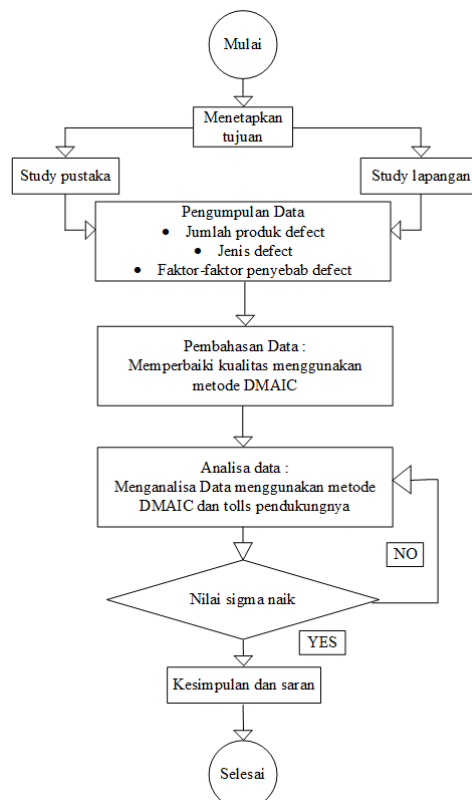 Mulai
Menetapkan
tujuan
Study pustaka
Study lapangan
Pengumpulan Data
• Jumlah produk defect
• Jenis defect
• Faktor-faktor penyebab defect
Pembahasan Data :
Memperbaiki kualitas menggunakan
metode DMAIC
Analisa data :
Menganalisa Data menggunakan metode
DMAIC dan tolls pendukungnya
NO
Nilai sigma naik
YES
Kesimpulan dan saran
Selesai